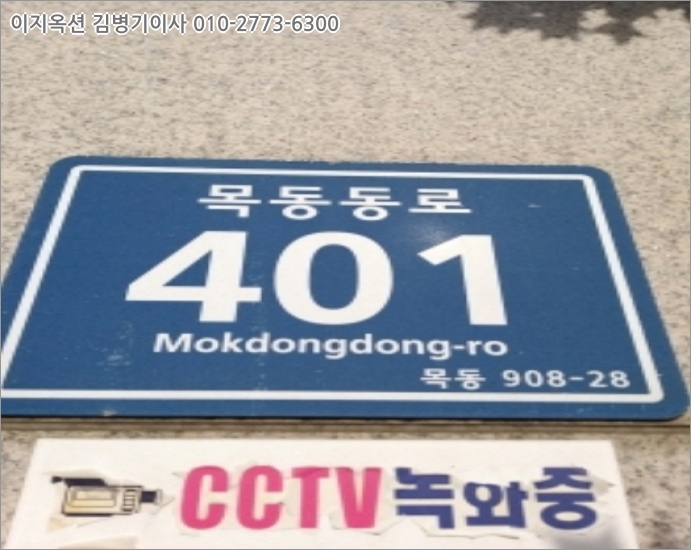 이지옥션 김병기이사 010-2773-6300
목동동로
401
Mokdongdong-ro
목동 908-28
CCTV녹와중